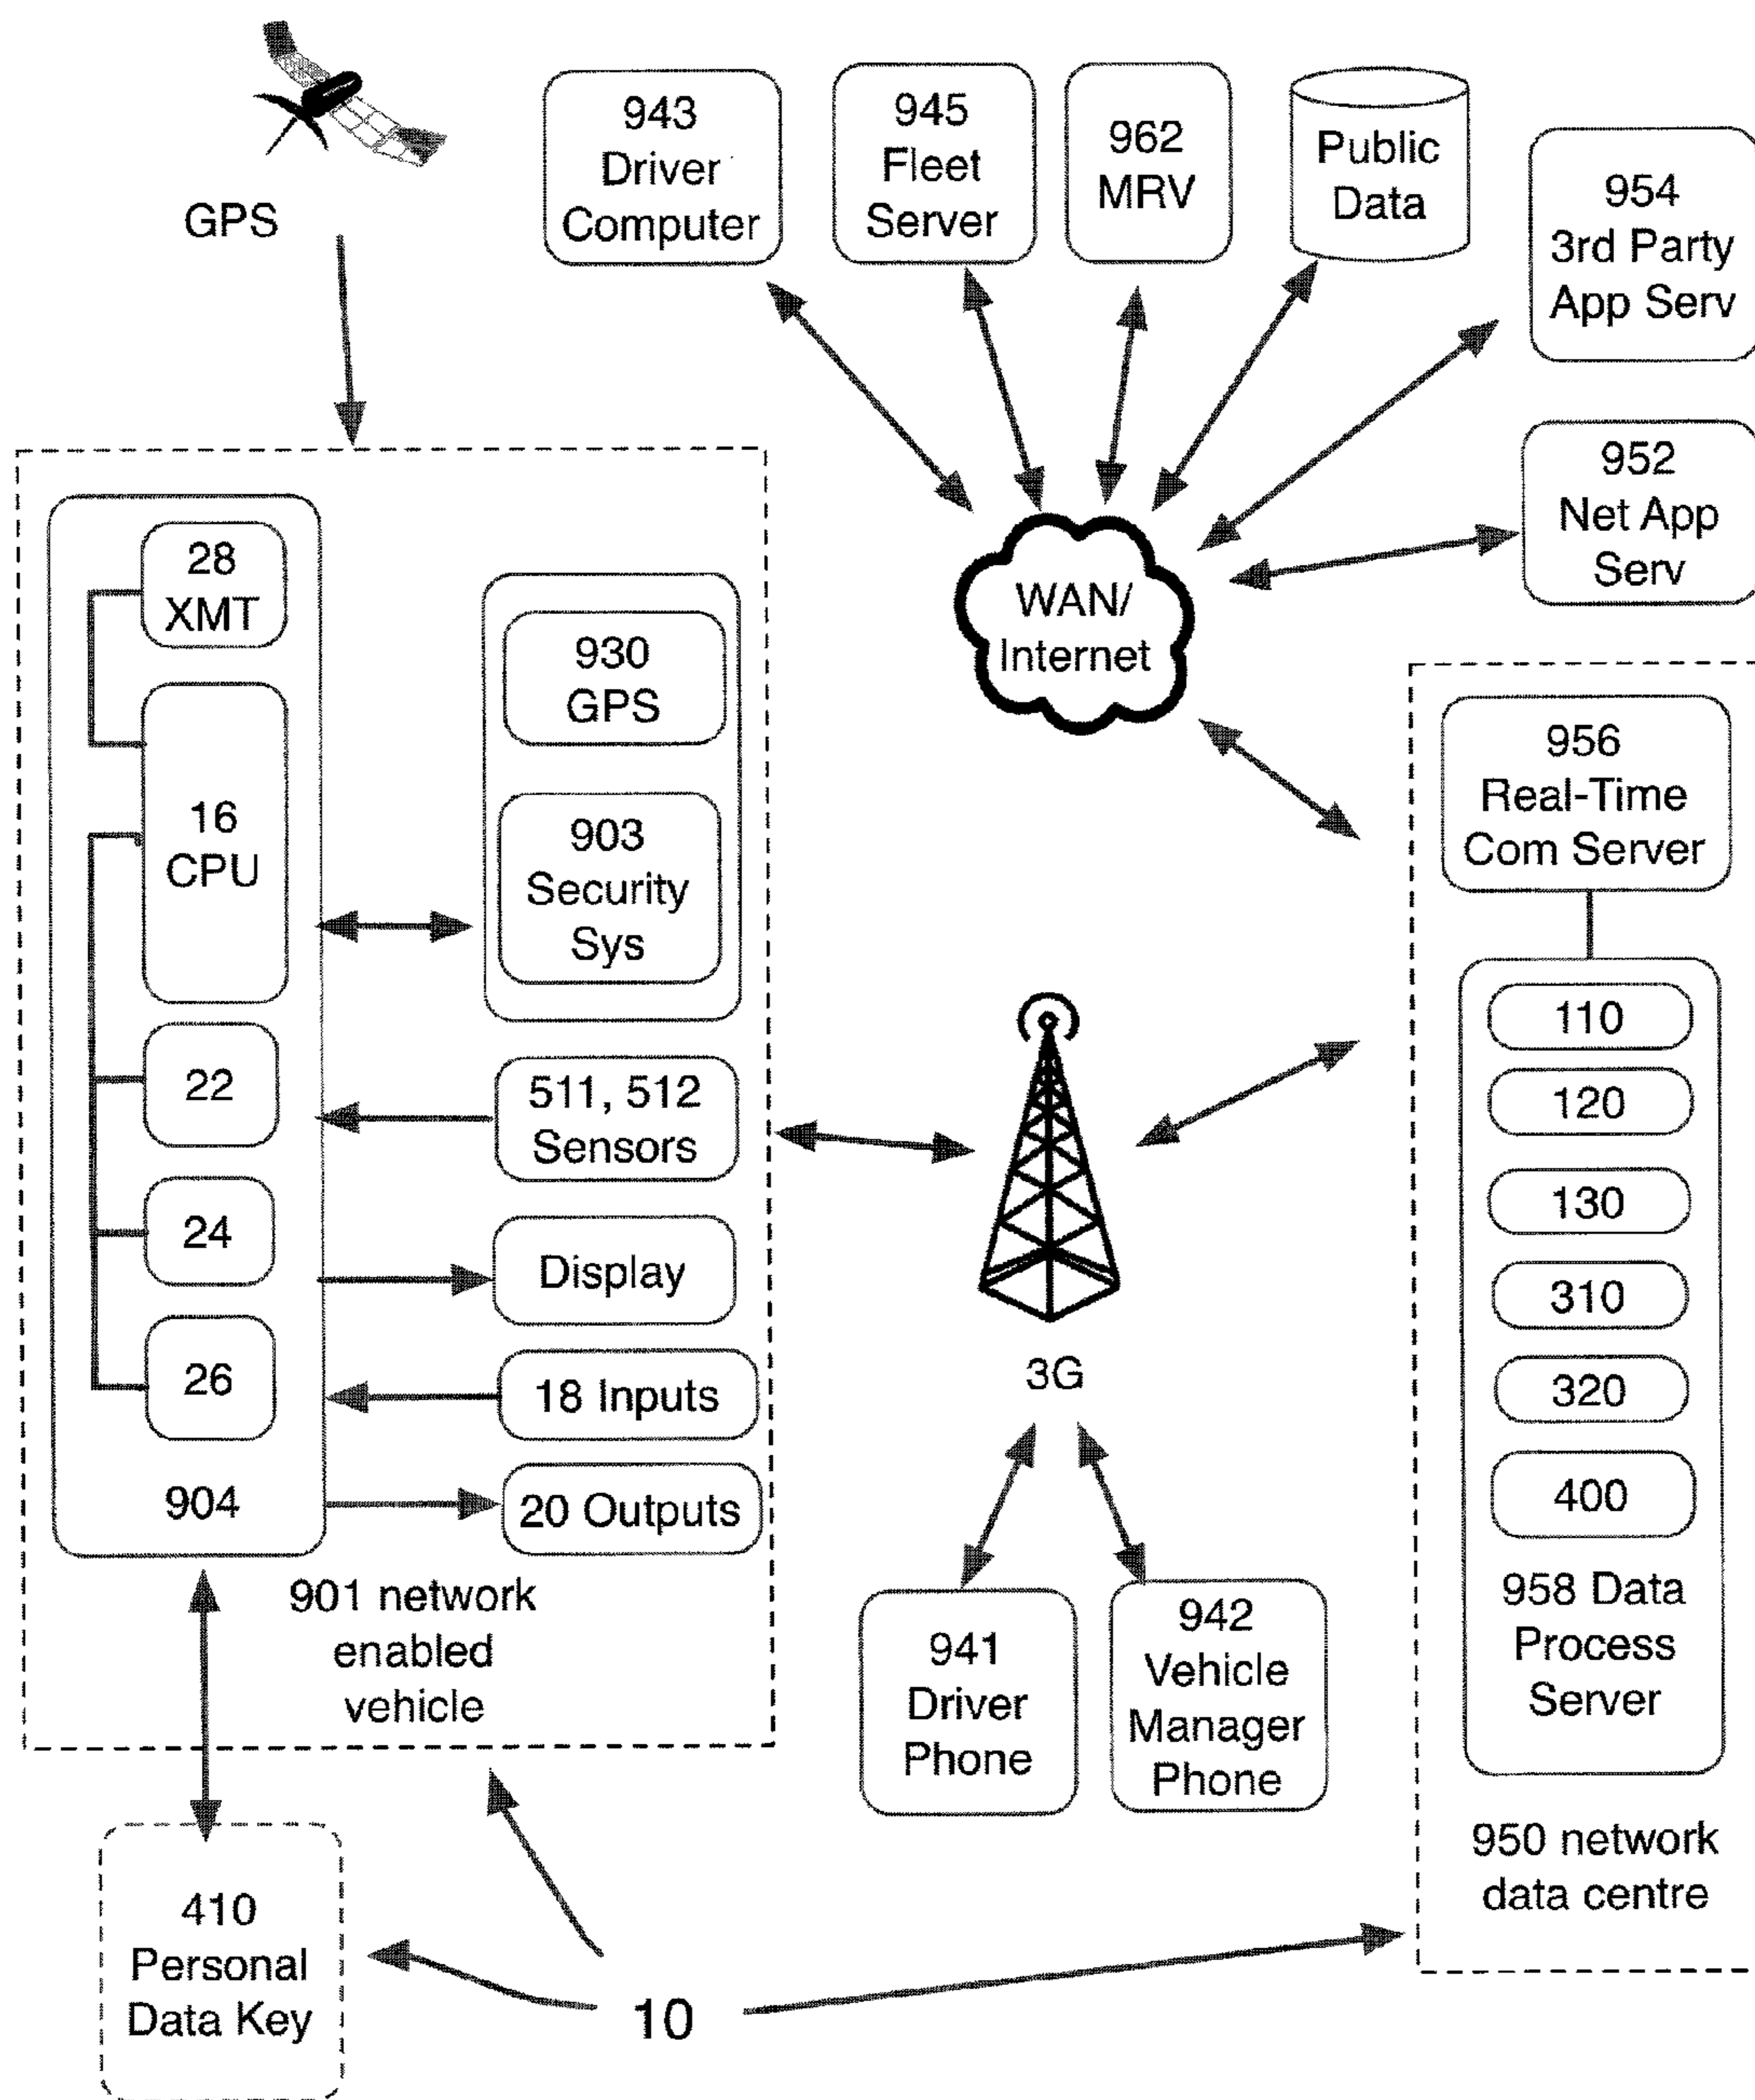 GPS
943
Driver
Computer
945
Fleet
Server
962
MRV
Public
Data
954
3rd Party
App Serv
952
Net App
Serv
WAN/
Internet
28
XMT
16
CPU
22
24
26
904
930
GPS
903
Security
Sys
511, 512
Sensors
Display
18 Inputs
20 Outputs
901 network
enabled
vehicle
3G
941
Driver
Phone
942
Vehicle
Manager
Phone
956
Real-Time
Com Server
110
120
130
310
320
400
958 Data
Process
Server
950 network
data centre
410
Personal
Data Key
10